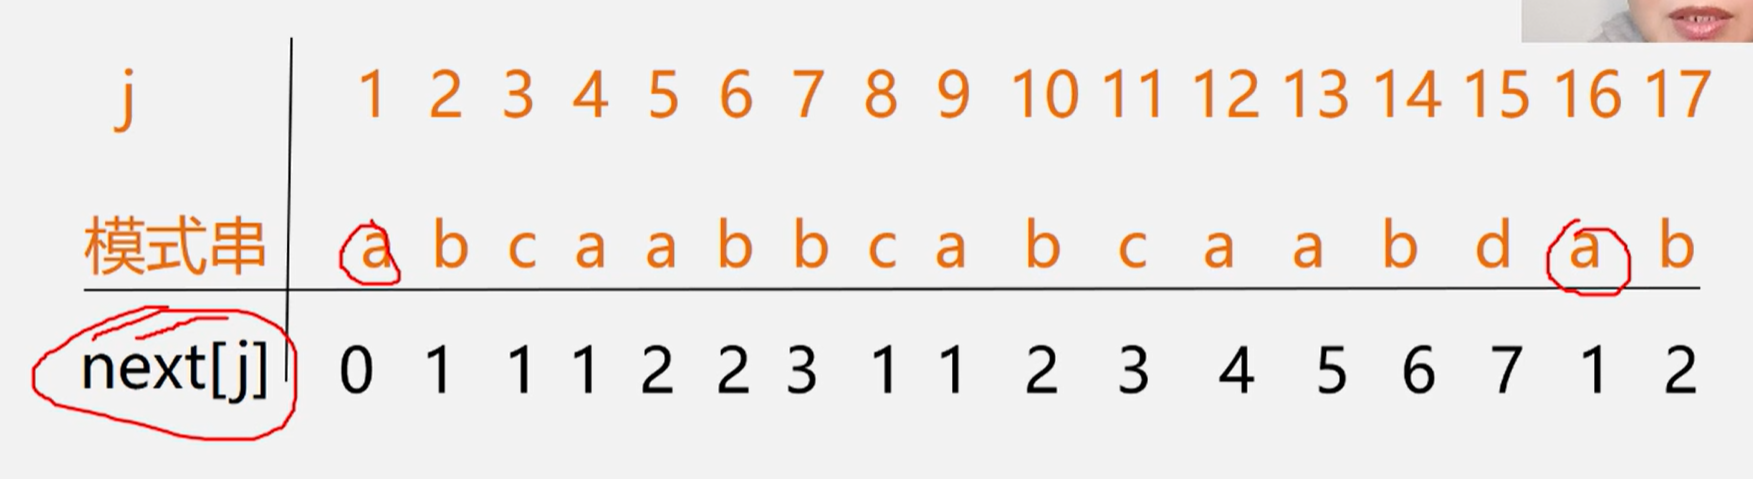 j 1 2 3 4 5 6 7 8 9 10 11 12 13 14 15 16 17
模式串 a b c a a b b c a b c a a b d a b
next[j] 0 1 1 1 2 2 3 1 1 2 3 4 5 6 7 1 2